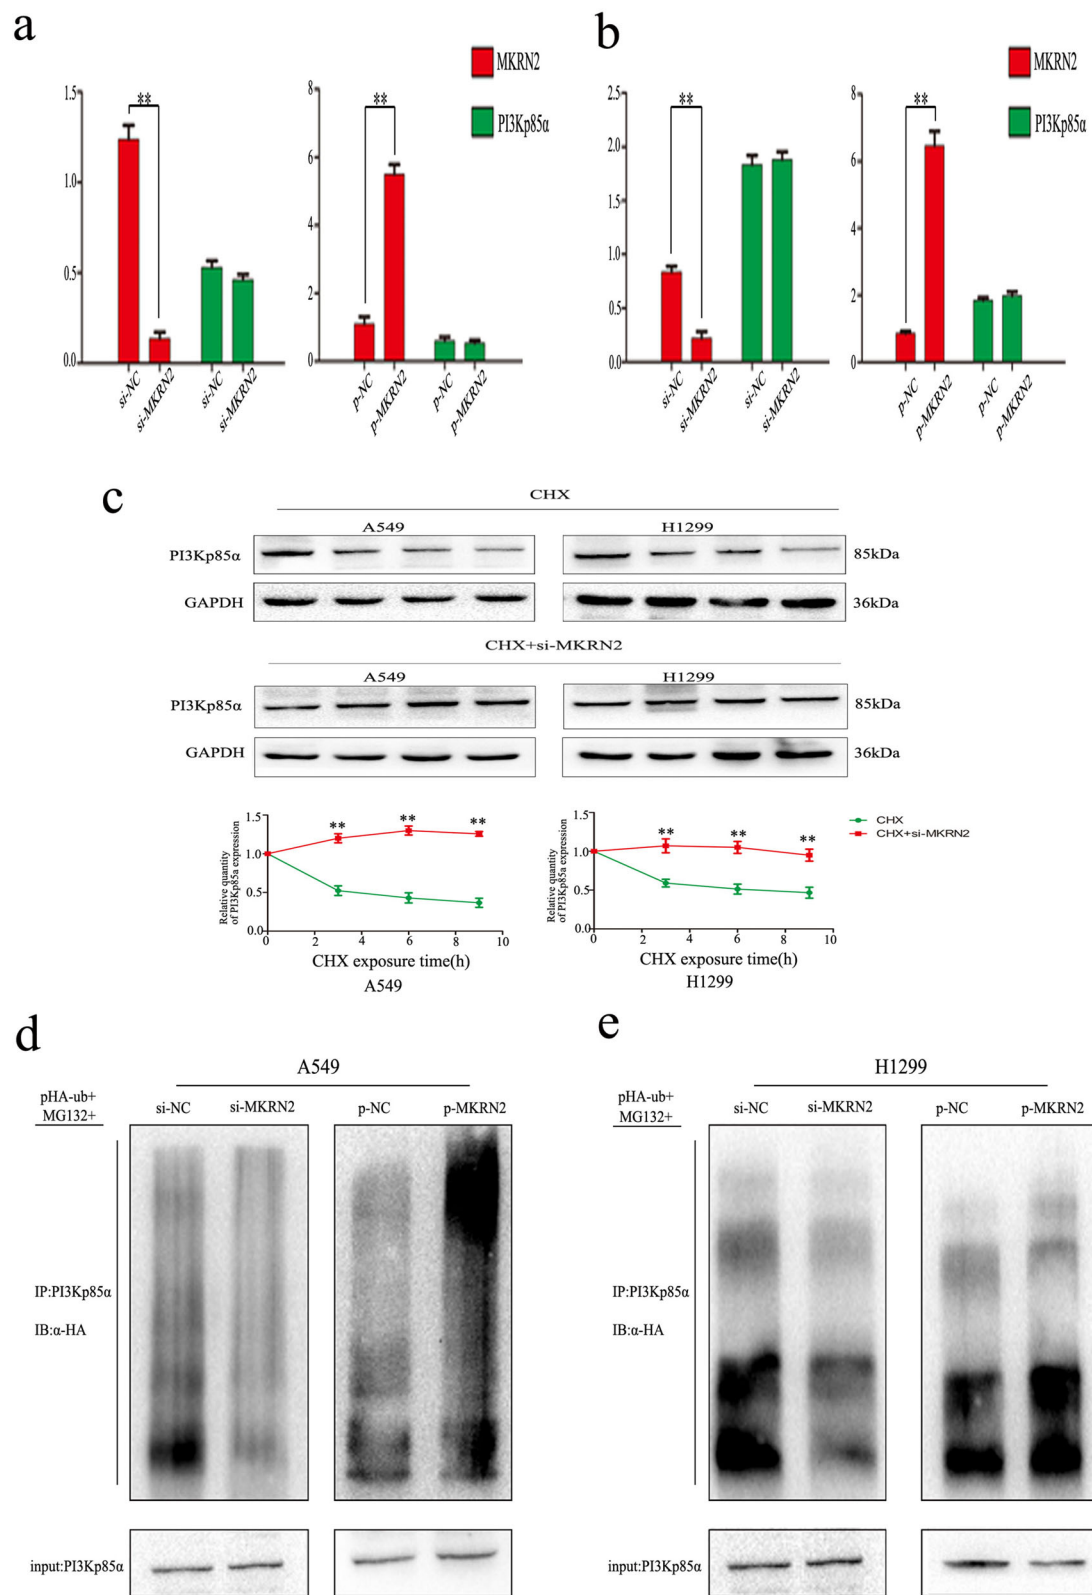 a
MKRN2
PI3Kp85α
**
1.5
1.0
0.5
0.0
si-NC
si-MKRN2
si-NC
si-MKRN2
**
8
6
4
2
0
p-NC
p-MKRN2
p-NC
p-MKRN2
b
MKRN2
PI3Kp85α
**
2.5
2.0
1.5
1.0
0.5
0.0
si-NC
si-MKRN2
si-NC
si-MKRN2
**
8
6
4
2
0
p-NC
p-MKRN2
p-NC
p-MKRN2
c
CHX
A549 H1299
PI3Kp85α 85kDa
GAPDH 36kDa
CHX+si-MKRN2
A549 H1299
PI3Kp85α 85kDa
GAPDH 36kDa
Relative quantity
of PI3Kp85a expression
1.5
1.0
0.5
0.0
** ** **
0 2 4 6 8 10
CHX exposure time(h)
A549
Relative quantity
of PI3Kp85a expression
1.5
1.0
0.5
0.0
** ** **
0 2 4 6 8 10
CHX exposure time(h)
H1299
CHX
CHX+si-MKRN2
d
A549
pHA-ub+
MG132+
si-NC si-MKRN2 p-NC p-MKRN2
IP:PI3Kp85α
IB:α-HA
input:PI3Kp85α
e
H1299
pHA-ub+
MG132+
si-NC si-MKRN2 p-NC p-MKRN2
IP:PI3Kp85α
IB:α-HA
input:PI3Kp85α